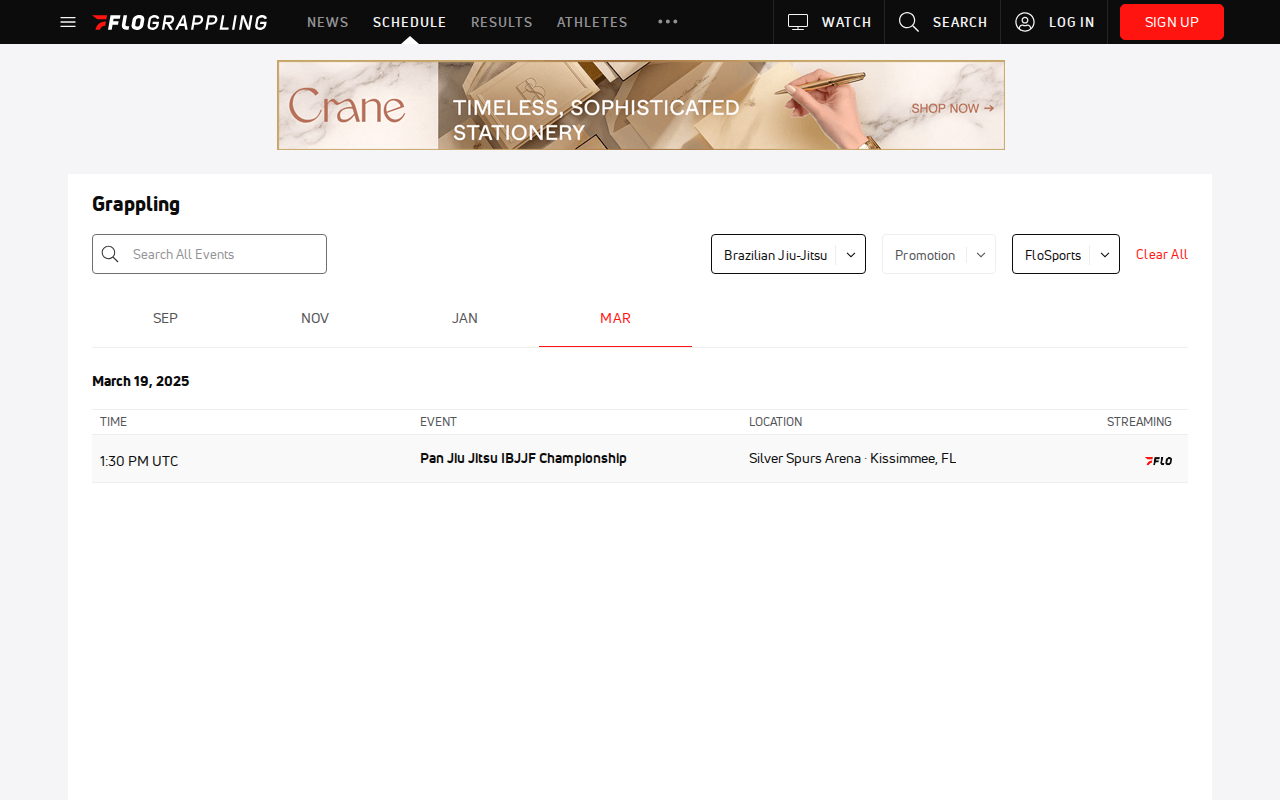 FLOGRAPPLING
NEWS
SCHEDULE
RESULTS
ATHLETES
WATCH
SEARCH
LOG IN
SIGN UP
Crane
TIMELESS, SOPHISTICATED
STATIONERY
SHOP NOW →
Grappling
Search All Events
Brazilian Jiu-Jitsu
Promotion
FloSports
Clear All
SEP
NOV
JAN
MAR
March 19, 2025
TIME
EVENT
LOCATION
STREAMING
1:30 PM UTC
Pan Jiu Jitsu IBJJF Championship
Silver Spurs Arena · Kissimmee, FL
FLO